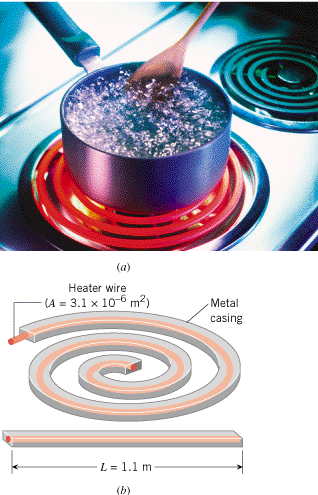 (a)
Heater wire
(A = 3.1 × 10⁻⁶ m²)
Metal
casing
L = 1.1 m
(b)